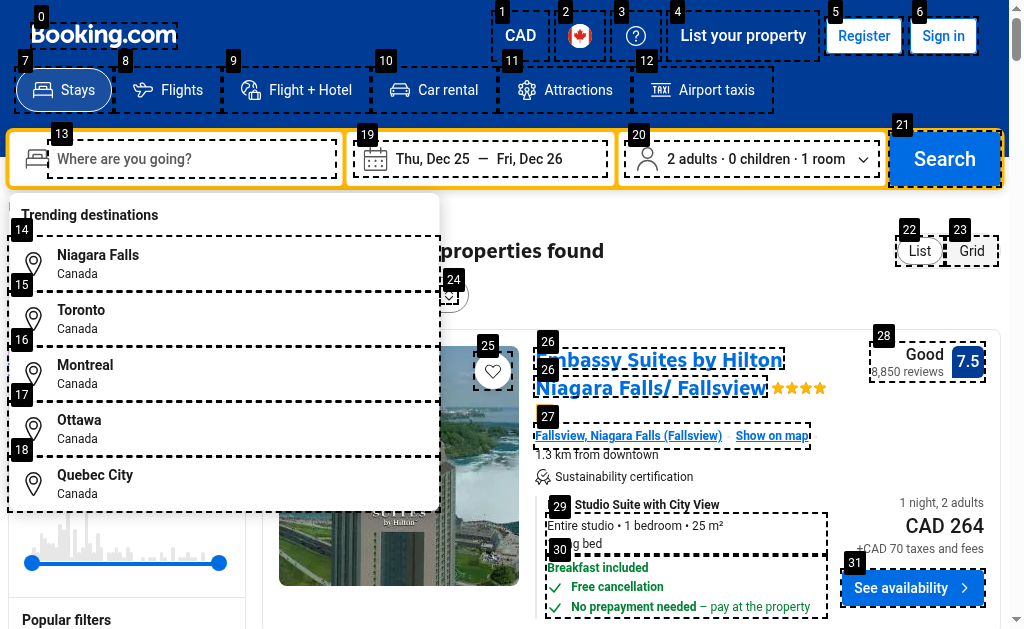 0
1
2
3
4
5
6
Booking.com
CAD
List your property
Register
Sign in
7
8
9
10
11
12
Stays
Flights
Flight + Hotel
Car rental
Attractions
TAXI
Airport taxis
13
19
20
21
Where are you going?
Thu, Dec 25 — Fri, Dec 26
2 adults · 0 children · 1 room
Search
Trending destinations
14
Niagara Falls
Canada
15
Toronto
Canada
16
Montreal
Canada
17
Ottawa
Canada
18
Quebec City
Canada
properties found
22
List
23
Grid
24
25
26
Embassy Suites by Hilton
26
Niagara Falls/ Fallsview
28
Good
8,850 reviews
7.5
27
Fallsview, Niagara Falls (Fallsview)
Show on map
1.3 km from downtown
Sustainability certification
SUITES
by Hilton
29
Studio Suite with City View
Entire studio • 1 bedroom • 25 m²
30
bed
Breakfast included
Free cancellation
No prepayment needed – pay at the property
1 night, 2 adults
CAD 264
+CAD 70 taxes and fees
31
See availability
Popular filters